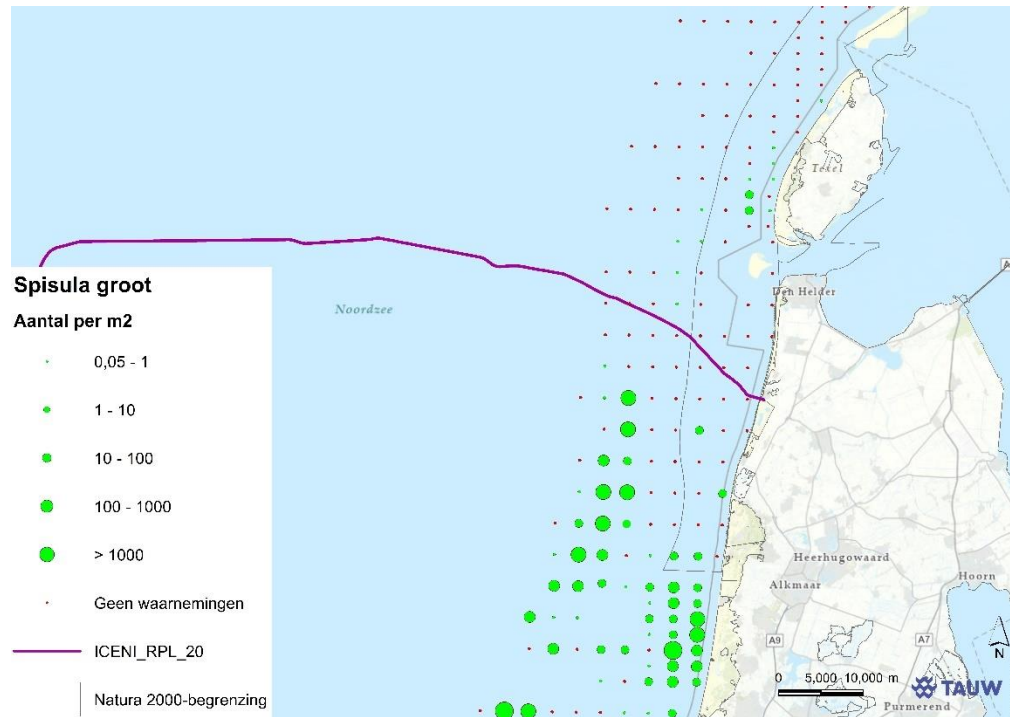 Texel
Noordzee
Den Helder
A
Spisula groot
Aantal per m2
0,05 - 1
1 - 10
10 - 100
100 - 1000
> 1000
Geen waarnemingen
ICENI_RPL_20
Natura 2000-begrenzing
Heerhugowaard
Alkmaar
Hoorn
A9
A7
N
0 5,000 10,000 m
TAUW
Purmerend